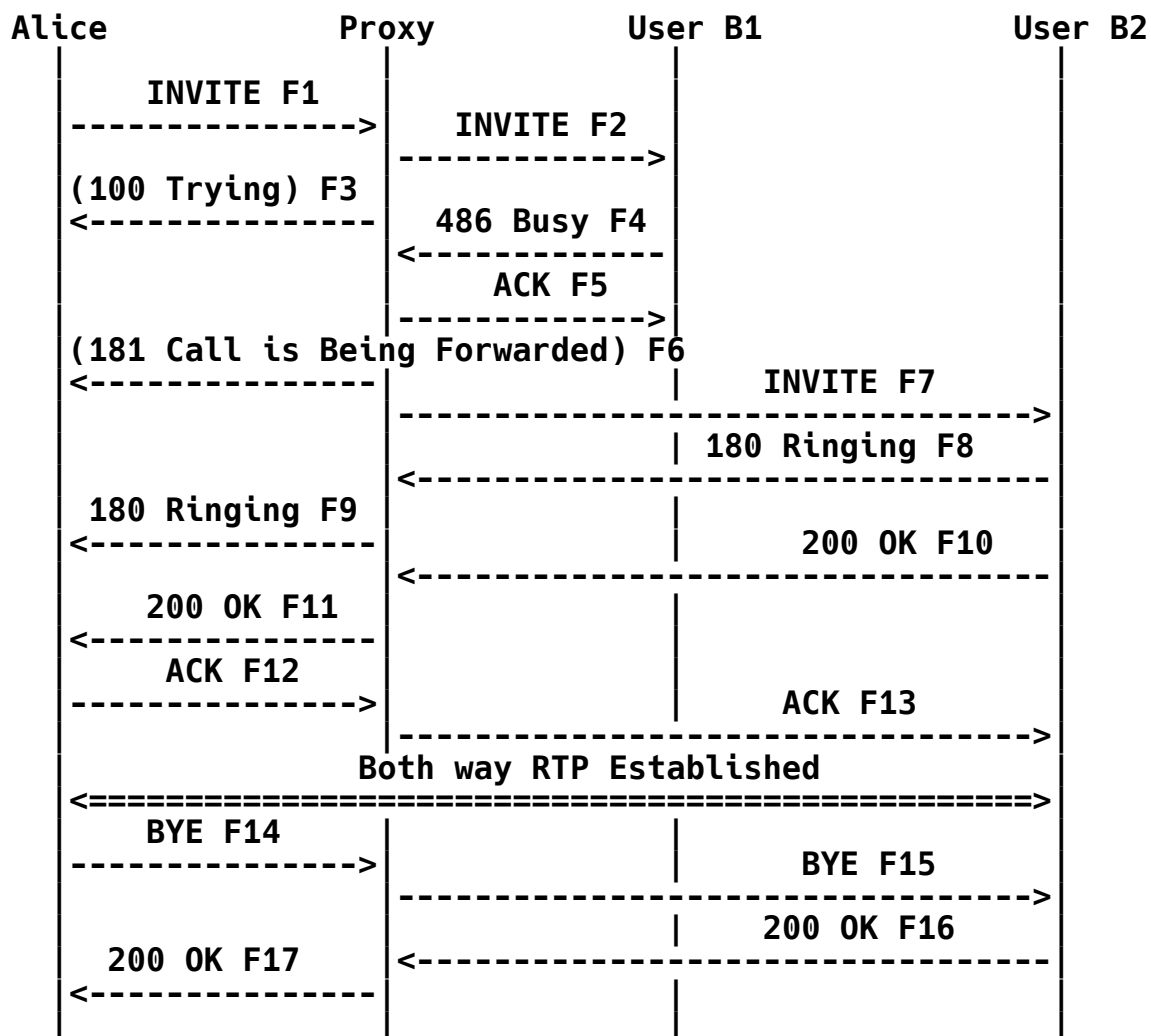 Alice Proxy User B1 User B2
INVITE F1
INVITE F2
(100 Trying) F3
486 Busy F4
ACK F5
(181 Call is Being Forwarded) F6
INVITE F7
180 Ringing F8
180 Ringing F9
200 OK F10
200 OK F11
ACK F12
ACK F13
Both way RTP Established
BYE F14
BYE F15
200 OK F16
200 OK F17